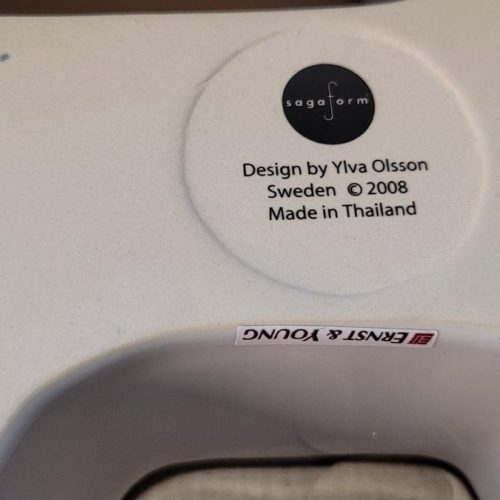 sagaform
Design by Ylva Olsson
Sweden © 2008
Made in Thailand
ERNST & YOUNG